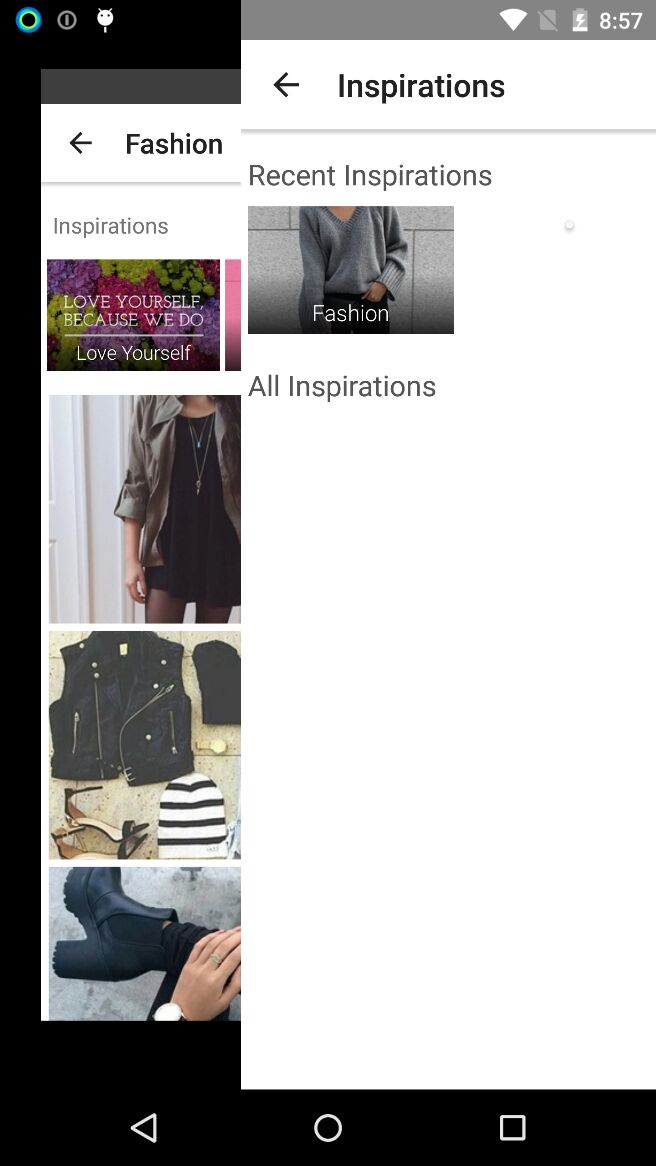 8:57
Fashion
Inspirations
LOVE YOURSELF,
BECAUSE WE DO
Love Yourself
Inspirations
Recent Inspirations
Fashion
All Inspirations